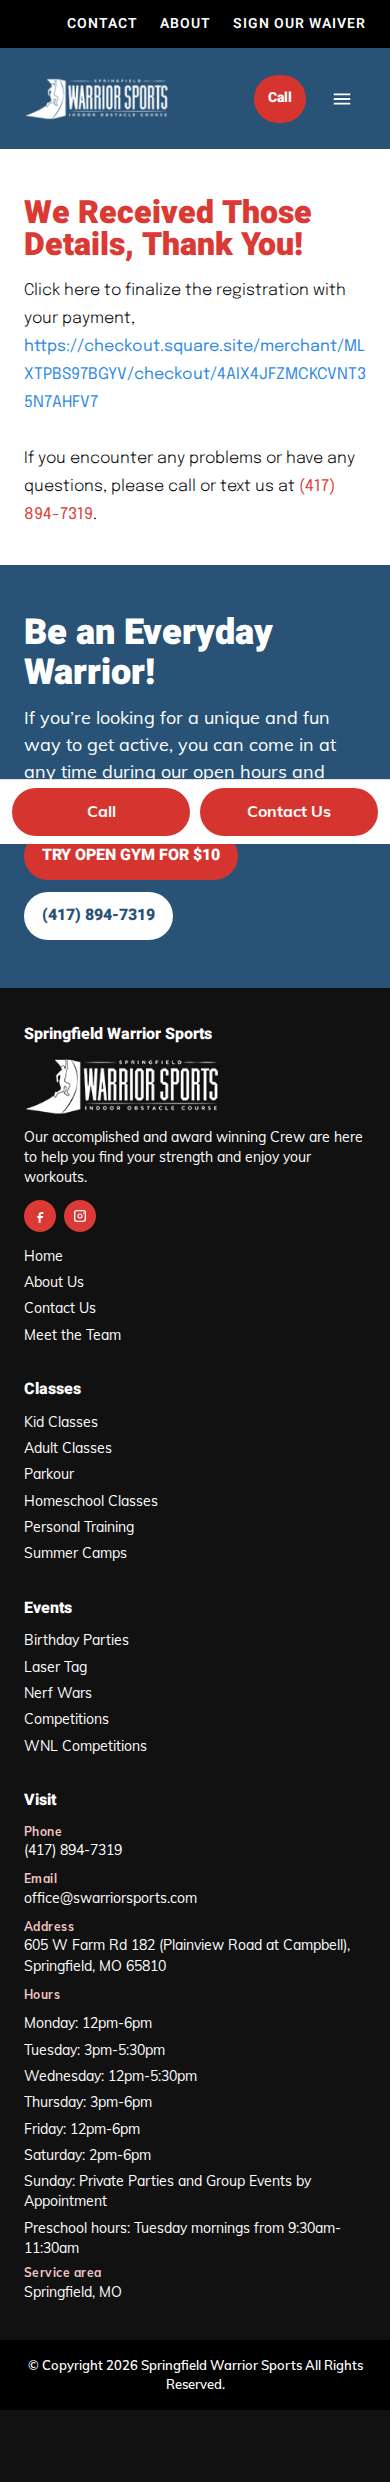 CONTACT ABOUT SIGN OUR WAIVER
SPRINGFIELD
WARRIOR SPORTS
INDOOR OBSTACLE COURSE
Call
We Received Those
Details, Thank You!
Click here to finalize the registration with
your payment,
https://checkout.square.site/merchant/ML
XTPBS97BGYV/checkout/4AIX4JFZMCKCVNT3
5N7AHFV7
If you encounter any problems or have any
questions, please call or text us at (417)
894-7319.
Be an Everyday
Warrior!
If you’re looking for a unique and fun
way to get active, you can come in at
any time during our open hours and
Call
Contact Us
TRY OPEN GYM FOR $10
(417) 894-7319
Springfield Warrior Sports
SPRINGFIELD
WARRIOR SPORTS
INDOOR OBSTACLE COURSE
Our accomplished and award winning Crew are here
to help you find your strength and enjoy your
workouts.
Home
About Us
Contact Us
Meet the Team
Classes
Kid Classes
Adult Classes
Parkour
Homeschool Classes
Personal Training
Summer Camps
Events
Birthday Parties
Laser Tag
Nerf Wars
Competitions
WNL Competitions
Visit
Phone
(417) 894-7319
Email
office@swarriorsports.com
Address
605 W Farm Rd 182 (Plainview Road at Campbell),
Springfield, MO 65810
Hours
Monday: 12pm-6pm
Tuesday: 3pm-5:30pm
Wednesday: 12pm-5:30pm
Thursday: 3pm-6pm
Friday: 12pm-6pm
Saturday: 2pm-6pm
Sunday: Private Parties and Group Events by
Appointment
Preschool hours: Tuesday mornings from 9:30am-
11:30am
Service area
Springfield, MO
© Copyright 2026 Springfield Warrior Sports All Rights
Reserved.